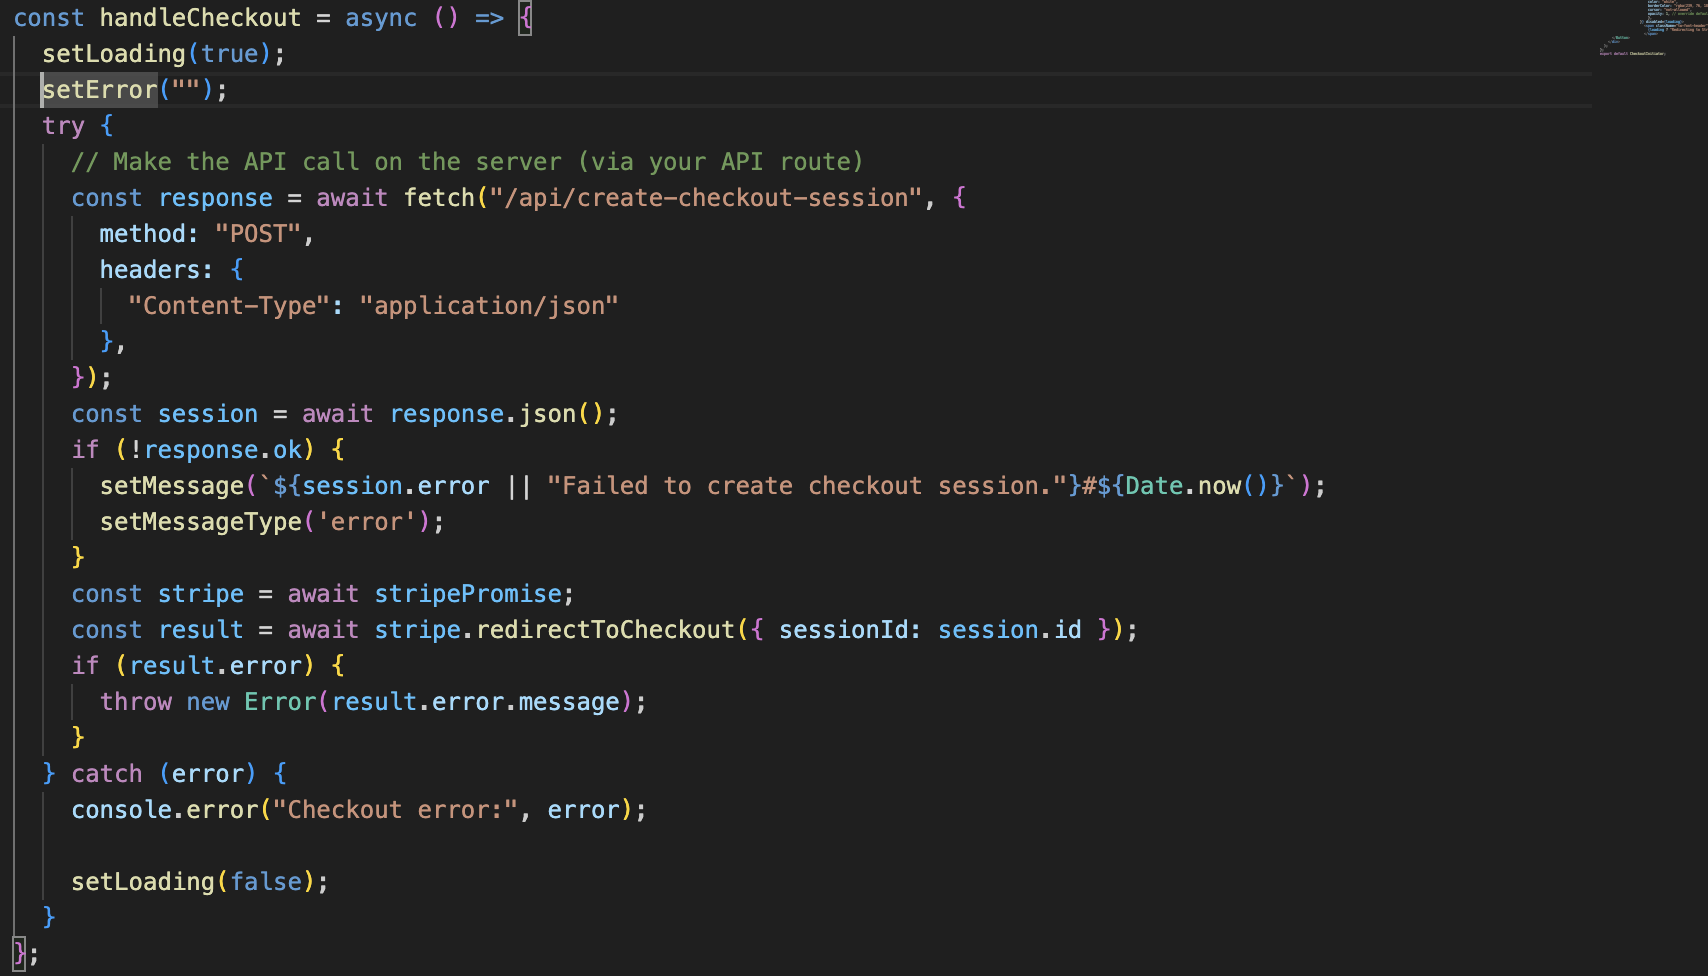 const handleCheckout = async () => {
  setLoading(true);
  setError("");
  try {
    // Make the API call on the server (via your API route)
    const response = await fetch("/api/create-checkout-session", {
      method: "POST",
      headers: {
        "Content-Type": "application/json"
      },
    });
    const session = await response.json();
    if (!response.ok) {
      setMessage(`${session.error || "Failed to create checkout session."}#${Date.now()}`);
      setMessageType('error');
    }
    const stripe = await stripePromise;
    const result = await stripe.redirectToCheckout({ sessionId: session.id });
    if (result.error) {
      throw new Error(result.error.message);
    }
  } catch (error) {
    console.error("Checkout error:", error);

    setLoading(false);
  }
};